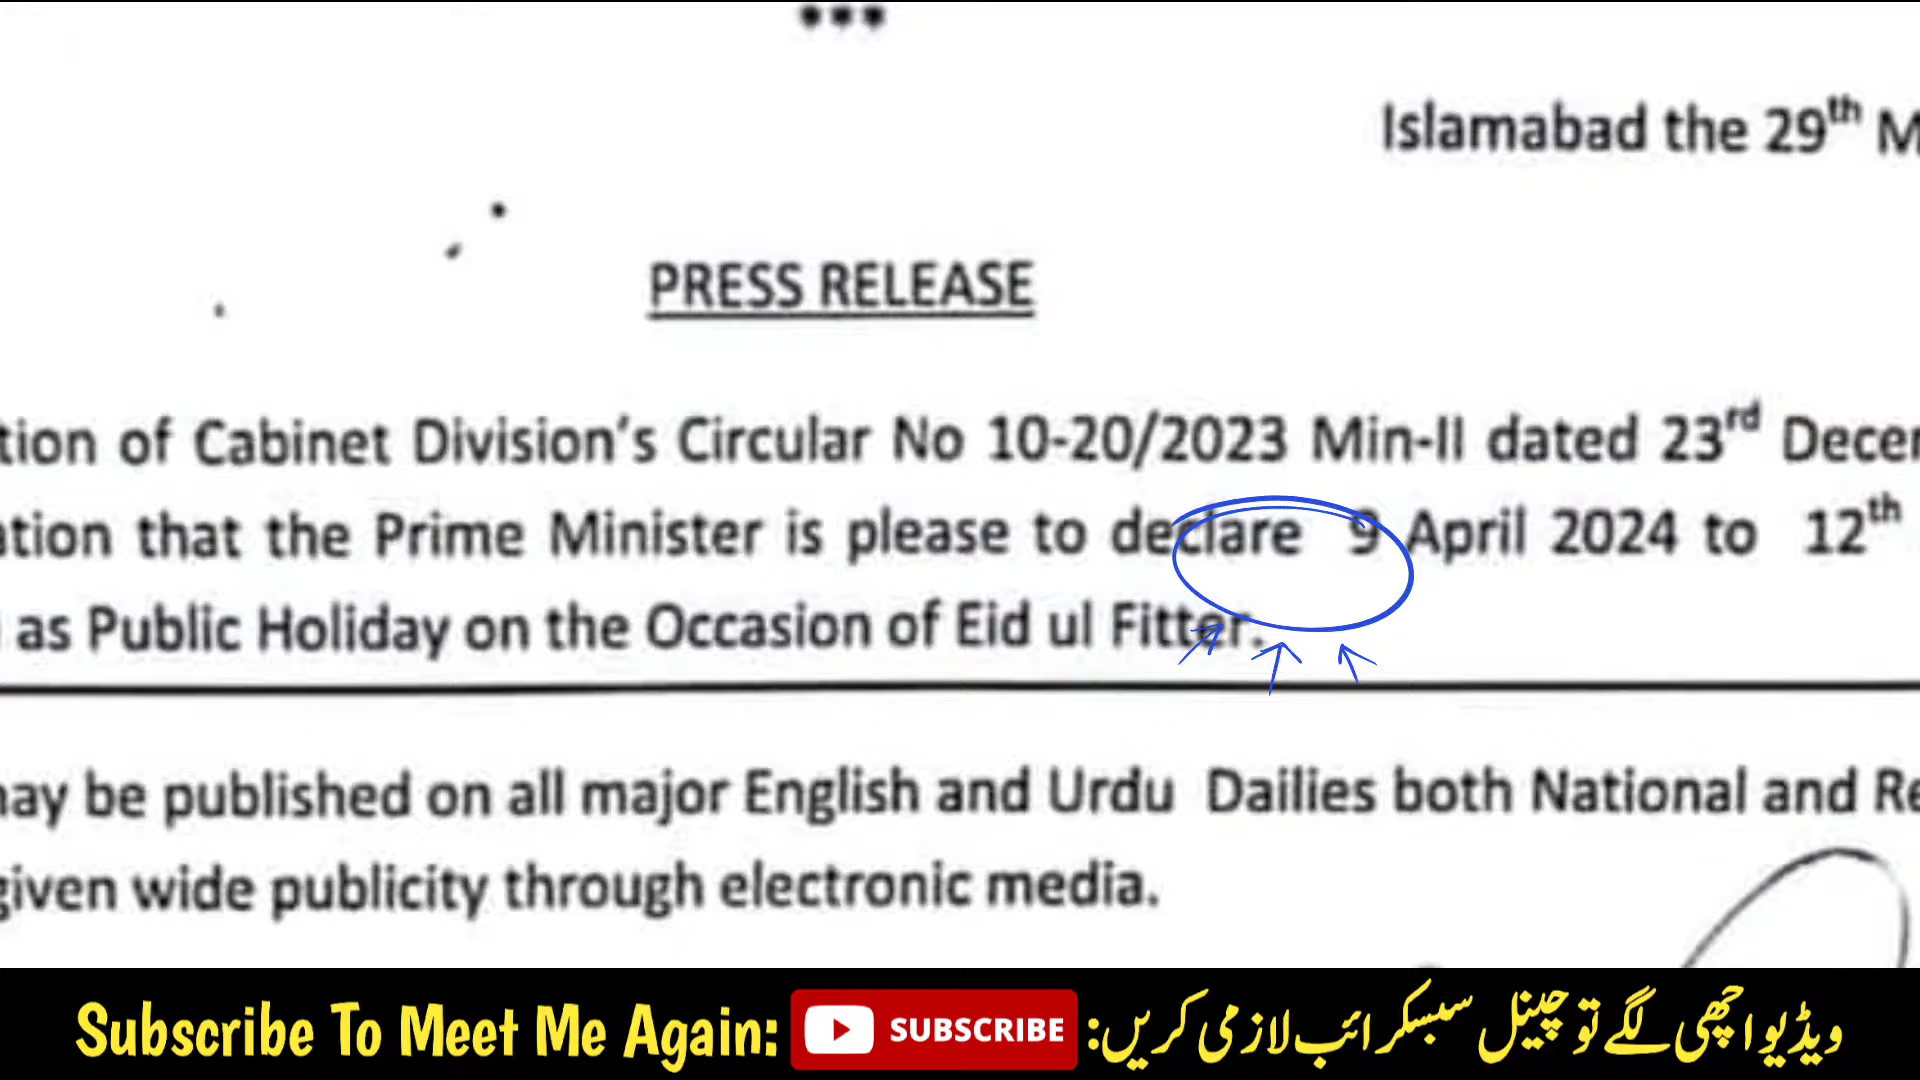 Islamabad the 29th M
PRESS RELEASE
tion of Cabinet Division's Circular No 10-20/2023 Min-II dated 23rd Decem
ation that the Prime Minister is please to declare 9 April 2024 to 12th
as Public Holiday on the Occasion of Eid ul Fitter.
may be published on all major English and Urdu Dailies both National and Re
given wide publicity through electronic media.
Subscribe To Meet Me Again: SUBSCRIBE ویڈیو اچھی لگے تو چینل سبسکرائب لازمی کریں: